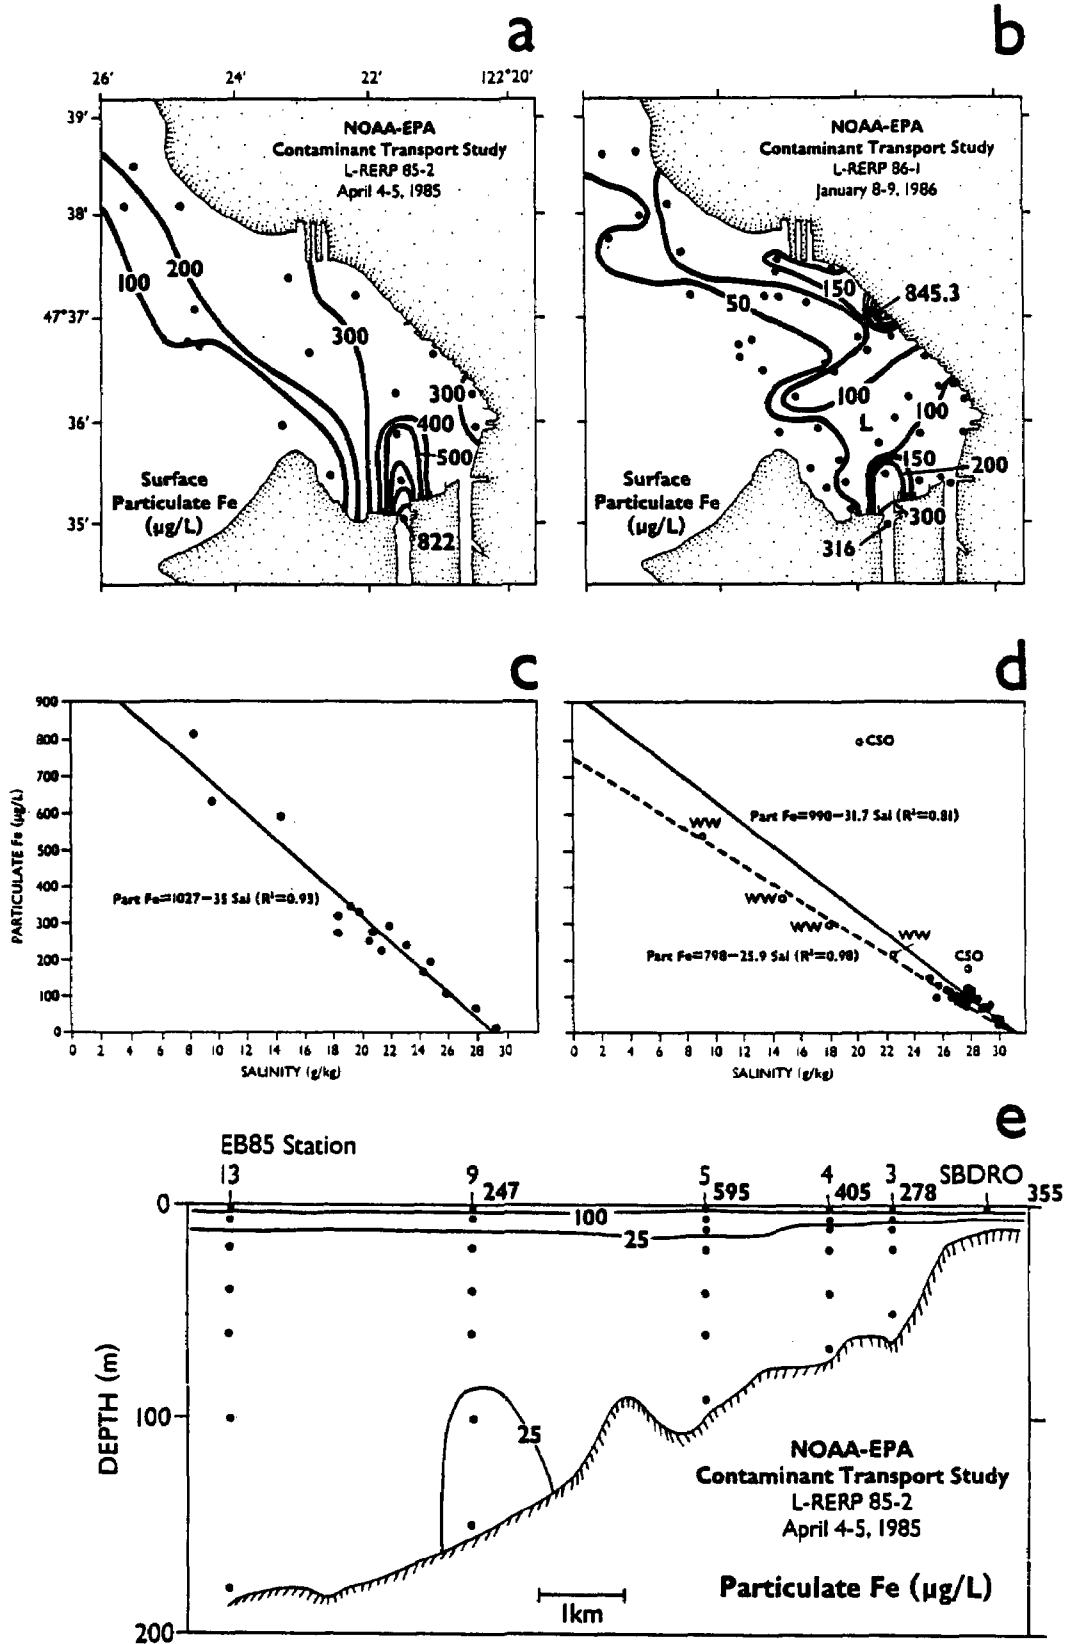 a
b
26' 24' 22' 122°20'
39'
38'
47°37'
36'
35'
NOAA-EPA
Contaminant Transport Study
L-RERP 85-2
April 4-5, 1985
100
200
300
300
400
500
822
Surface
Particulate Fe
(µg/L)
NOAA-EPA
Contaminant Transport Study
L-RERP 86-1
January 8-9, 1986
50
150
845.3
100
100
L
150
200
300
316
Surface
Particulate Fe
(µg/L)
c
d
PARTICULATE Fe (µg/L)
900
800
700
600
500
400
300
200
100
0
Part Fe=1027-35 Sal (R²=0.93)
0 2 4 6 8 10 12 14 16 18 20 22 24 26 28 30
SALINITY (g/kg)
CSO
Part Fe=990-31.7 Sal (R²=0.81)
WW
WW
WW
WW
CSO
Part Fe=798-25.9 Sal (R²=0.98)
0 2 4 6 8 10 12 14 16 18 20 22 24 26 28 30
SALINITY (g/kg)
e
EB85 Station
13 9 5 4 3 SBDRO
247 595 405 278 355
0
100
25
DEPTH (m)
100
25
200
1km
NOAA-EPA
Contaminant Transport Study
L-RERP 85-2
April 4-5, 1985
Particulate Fe (µg/L)